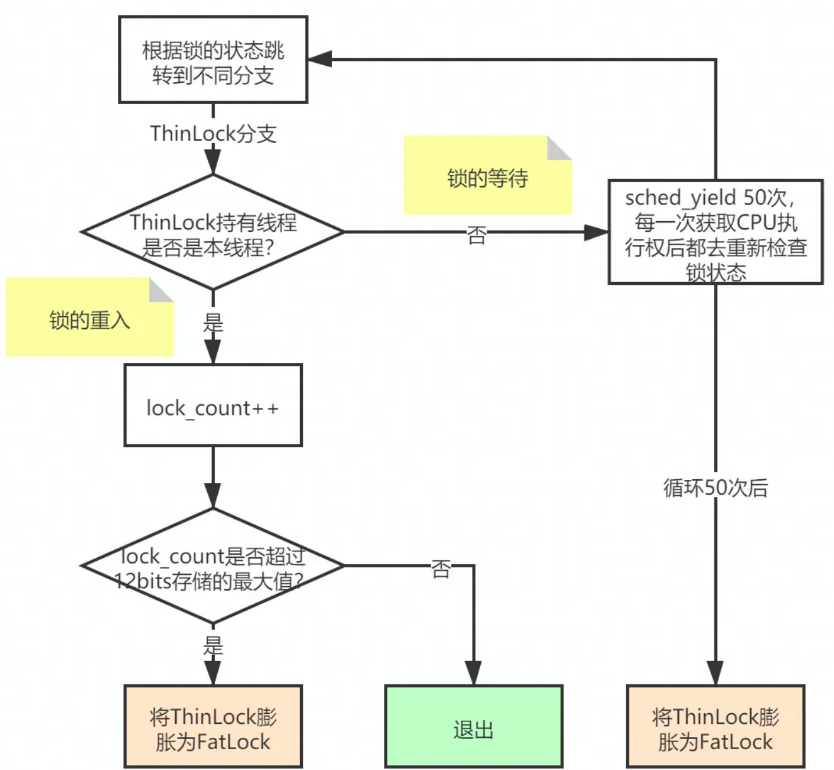 根据锁的状态跳
转到不同分支
ThinLock分支
锁的等待
ThinLock持有线程
是否是本线程?
否
sched_yield 50次,
每一次获取CPU执
行权后都去重新检查
锁状态
锁的重入
是
lock_count++
循环50次后
lock_count是否超过
12bits存储的最大值?
否
是
将ThinLock膨
胀为FatLock
退出
将ThinLock膨
胀为FatLock